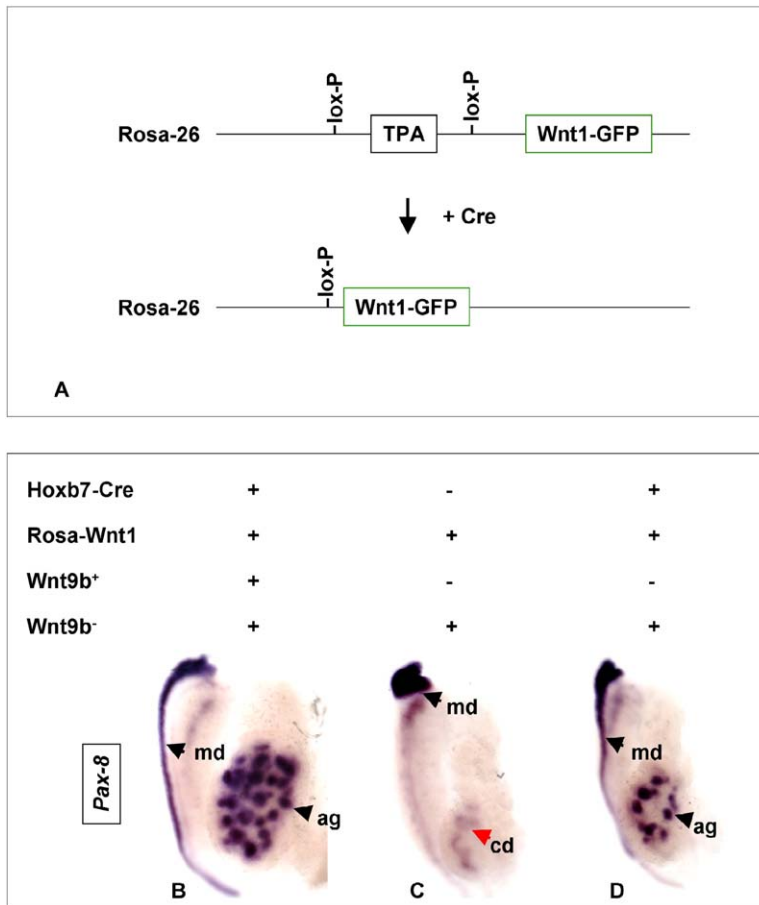 lox-P
lox-P
Rosa-26
TPA
Wnt1-GFP
+ Cre
lox-P
Rosa-26
Wnt1-GFP
A
Hoxb7-Cre + - +
Rosa-Wnt1 + + +
Wnt9b+ + - -
Wnt9b- + + +
md
md
md
Pax-8
ag
cd
ag
B
C
D